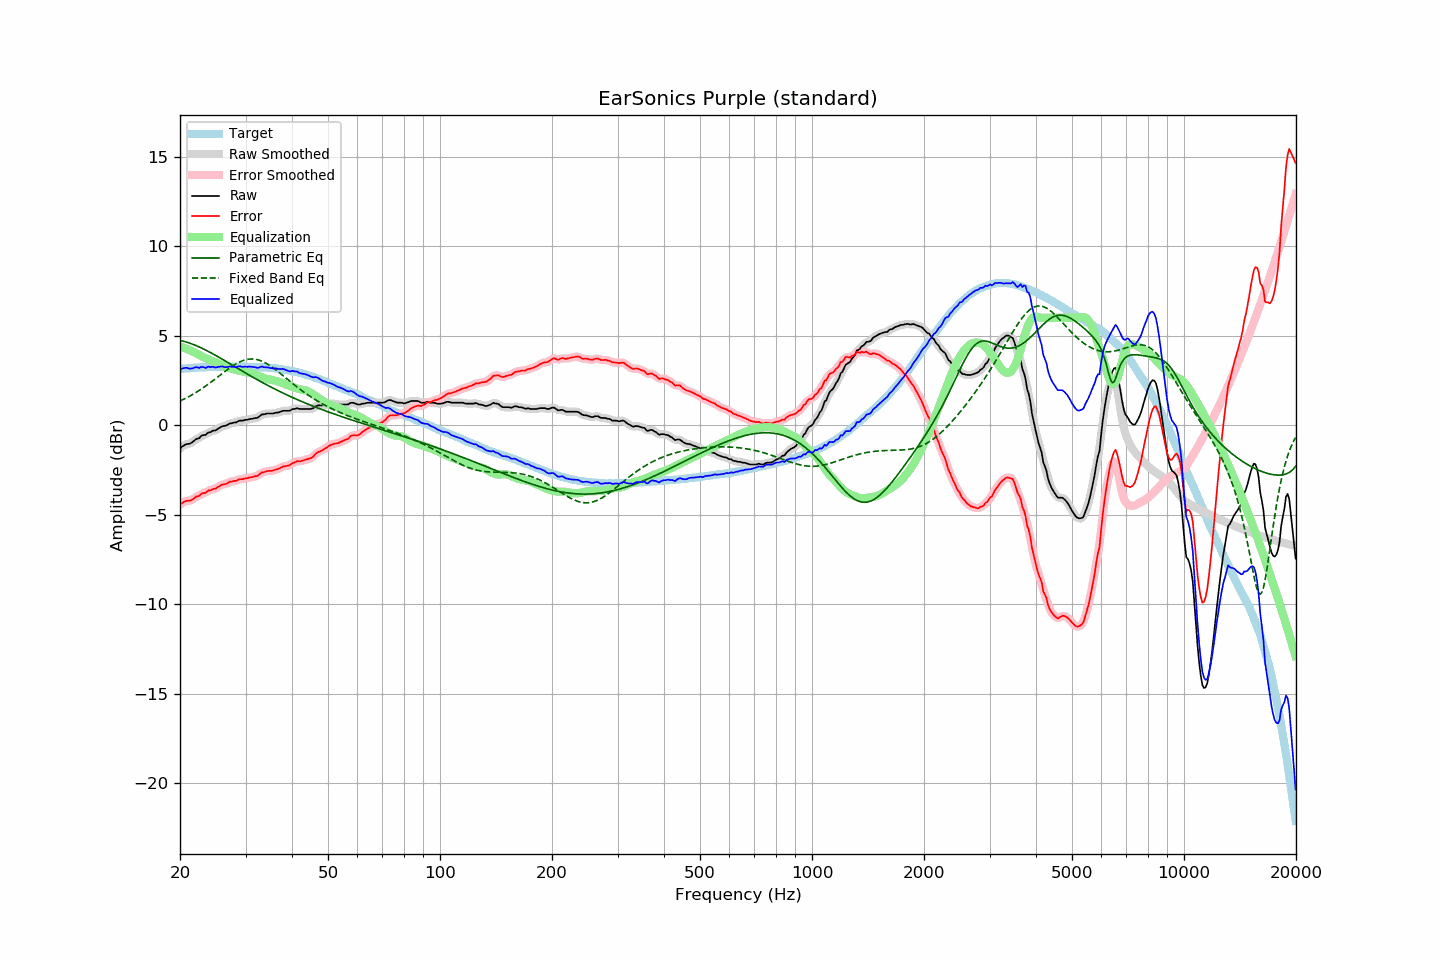 EarSonics Purple (standard)
Target
Raw Smoothed
Error Smoothed
Raw
Error
Equalization
Parametric Eq
Fixed Band Eq
Equalized
15
10
5
0
−5
−10
−15
−20
Amplitude (dBr)
20 50 100 200 500 1000 2000 5000 10000 20000
Frequency (Hz)